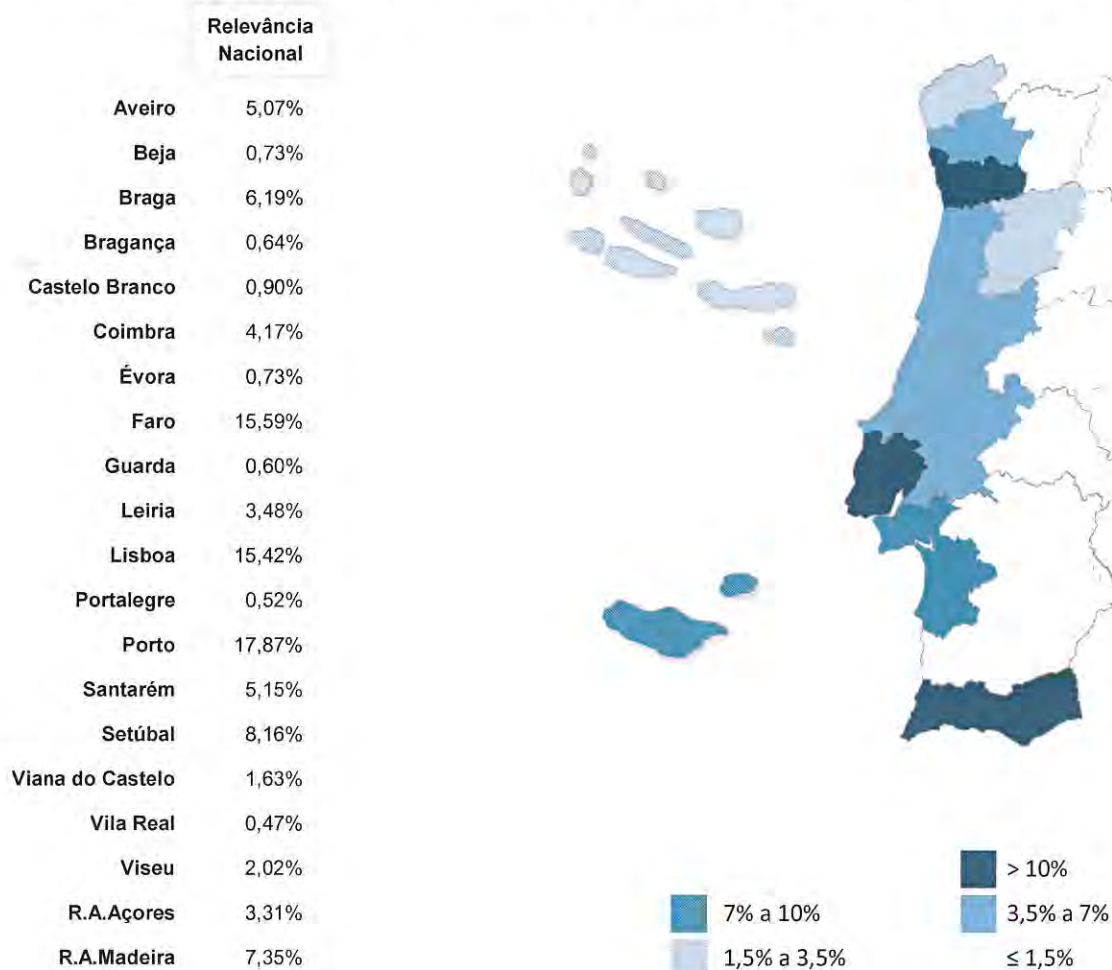 Relevância
Nacional
Aveiro 5,07%
Beja 0,73%
Braga 6,19%
Bragança 0,64%
Castelo Branco 0,90%
Coimbra 4,17%
Évora 0,73%
Faro 15,59%
Guarda 0,60%
Leiria 3,48%
Lisboa 15,42%
Portalegre 0,52%
Porto 17,87%
Santarém 5,15%
Setúbal 8,16%
Viana do Castelo 1,63%
Vila Real 0,47%
Viseu 2,02%
R.A.Açores 3,31%
R.A.Madeira 7,35%
> 10%
7% a 10%
3,5% a 7%
1,5% a 3,5%
≤ 1,5%